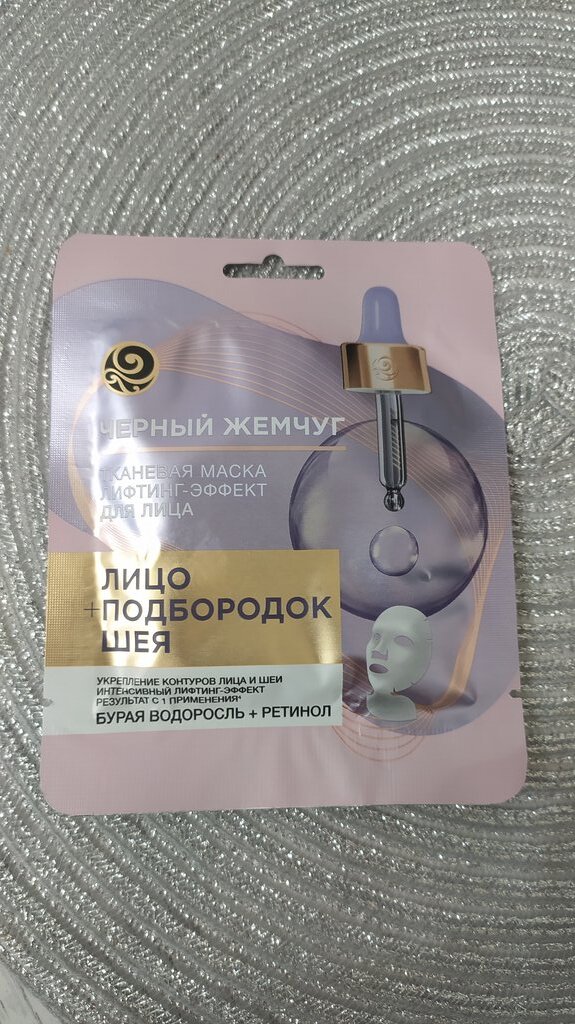 ЧЕРНЫЙ ЖЕМЧУГ
ТКАНЕВАЯ МАСКА
ЛИФТИНГ-ЭФФЕКТ
ДЛЯ ЛИЦА
ЛИЦО
+ПОДБОРОДОК
ШЕЯ
УКРЕПЛЕНИЕ КОНТУРОВ ЛИЦА И ШЕИ
ИНТЕНСИВНЫЙ ЛИФТИНГ-ЭФФЕКТ
РЕЗУЛЬТАТ С 1 ПРИМЕНЕНИЯ*
БУРАЯ ВОДОРОСЛЬ + РЕТИНОЛ